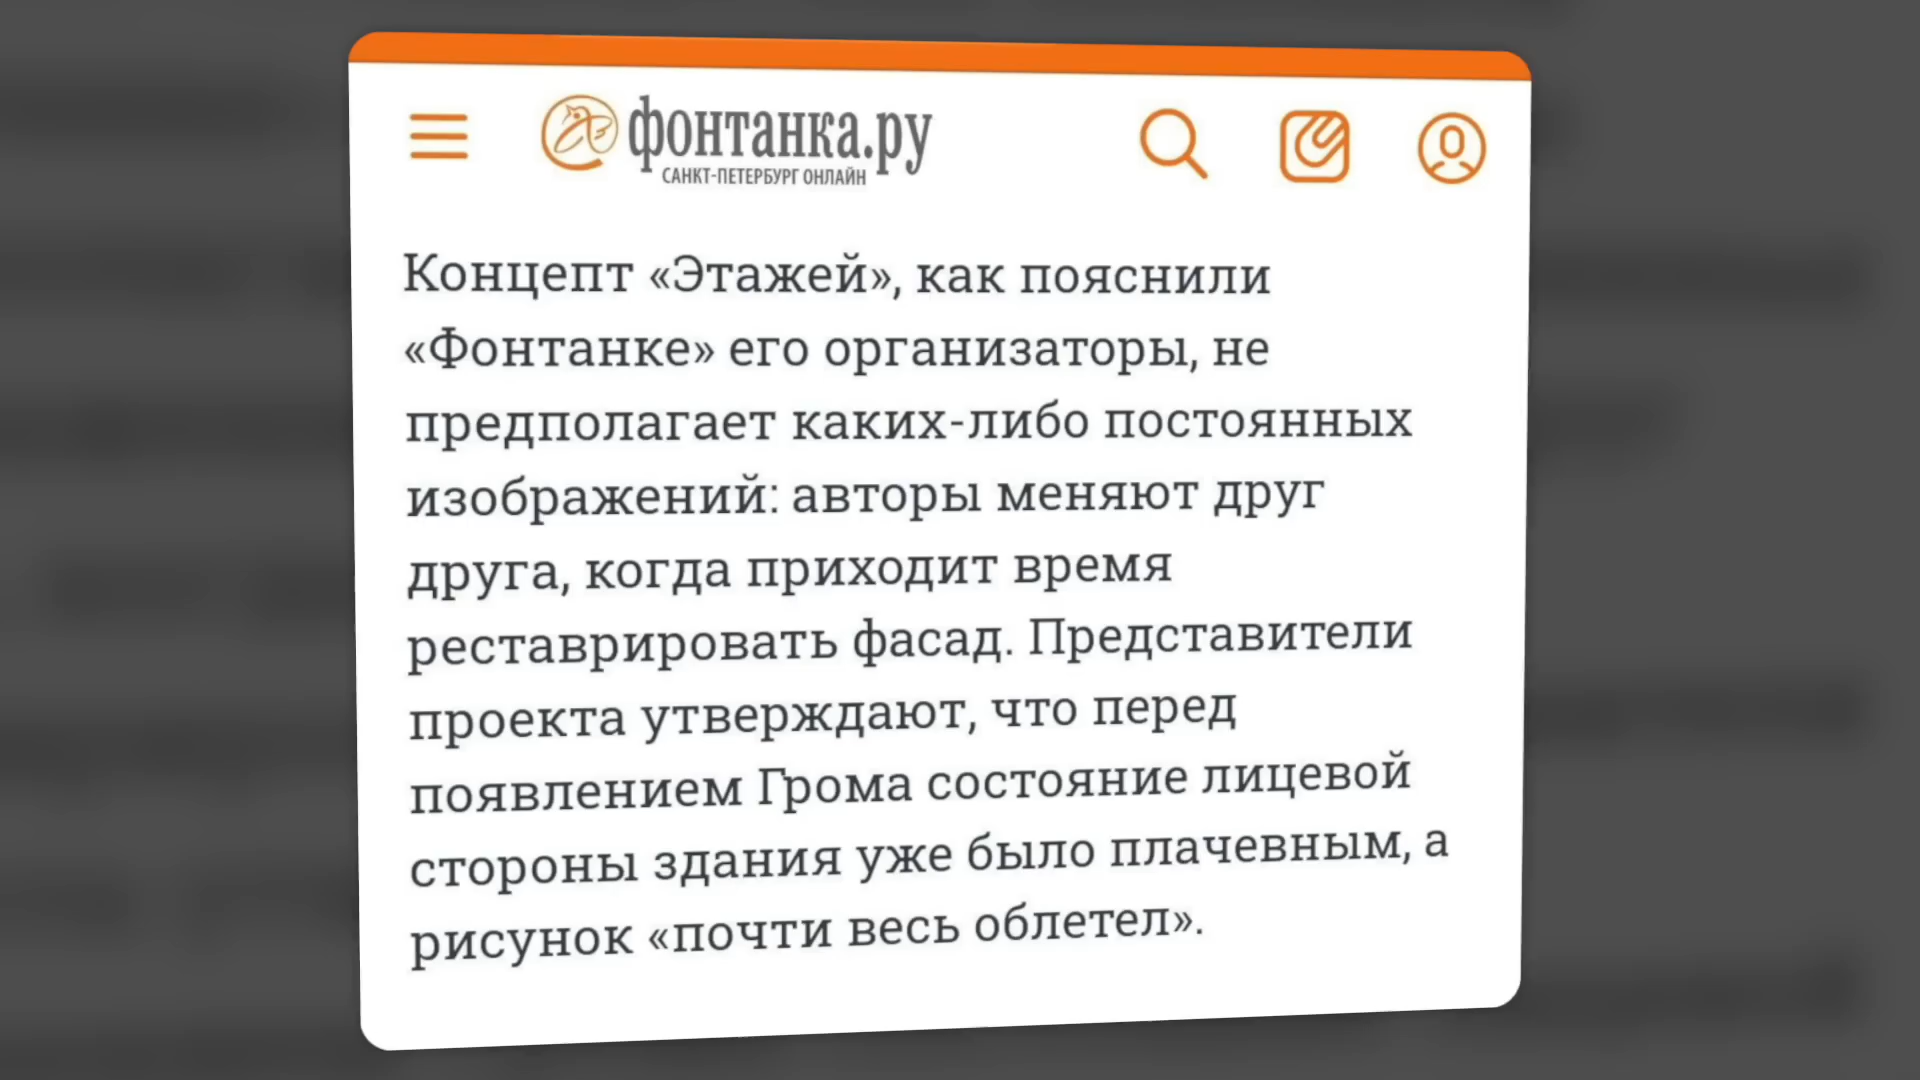 фонтанка.ру
САНКТ-ПЕТЕРБУРГ ОНЛАЙН
Концепт «Этажей», как пояснили
«Фонтанке» его организаторы, не
предполагает каких-либо постоянных
изображений: авторы меняют друг
друга, когда приходит время
реставрировать фасад. Представители
проекта утверждают, что перед
появлением Грома состояние лицевой
стороны здания уже было плачевным, а
рисунок «почти весь облетел».